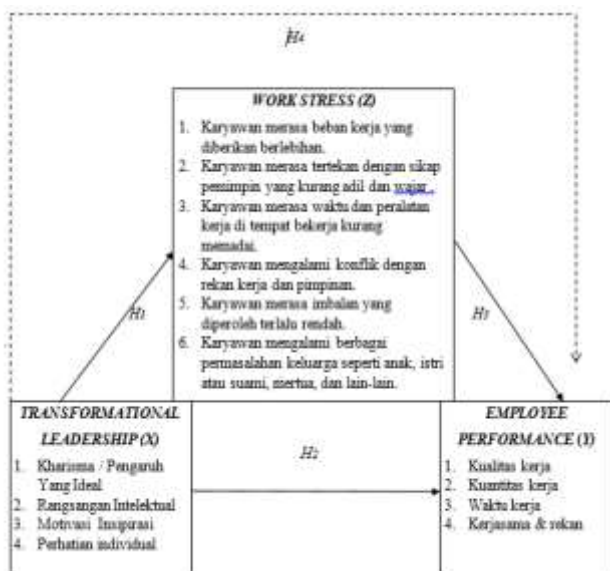 H4
WORK STRESS (Z)
1. Karyawan merasa beban kerja yang
diberikan berlebihan.
2. Karyawan merasa tertekan dengan sikap
pemimpin yang kurang adil dan wajar.
3. Karyawan merasa waktu dan peralatan
kerja di tempat bekerja kurang
memadai.
4. Karyawan mengalami konflik dengan
rekan kerja dan pimpinan.
5. Karyawan merasa imbalan yang
diperoleh terlalu rendah.
6. Karyawan mengalami berbagai
permasalahan keluarga seperti anak, istri
atau suami, mertua, dan lain-lain.
H1
H3
TRANSFORMATIONAL
LEADERSHIP (X)
1. Kharisma / Pengaruh
Yang Ideal
2. Rangsangan Intelektual
3. Motivasi Inspirasi
4. Perhatian individual
H2
EMPLOYEE
PERFORMANCE (Y)
1. Kualitas kerja
2. Kuantitas kerja
3. Waktu kerja
4. Kerjasama & rekan